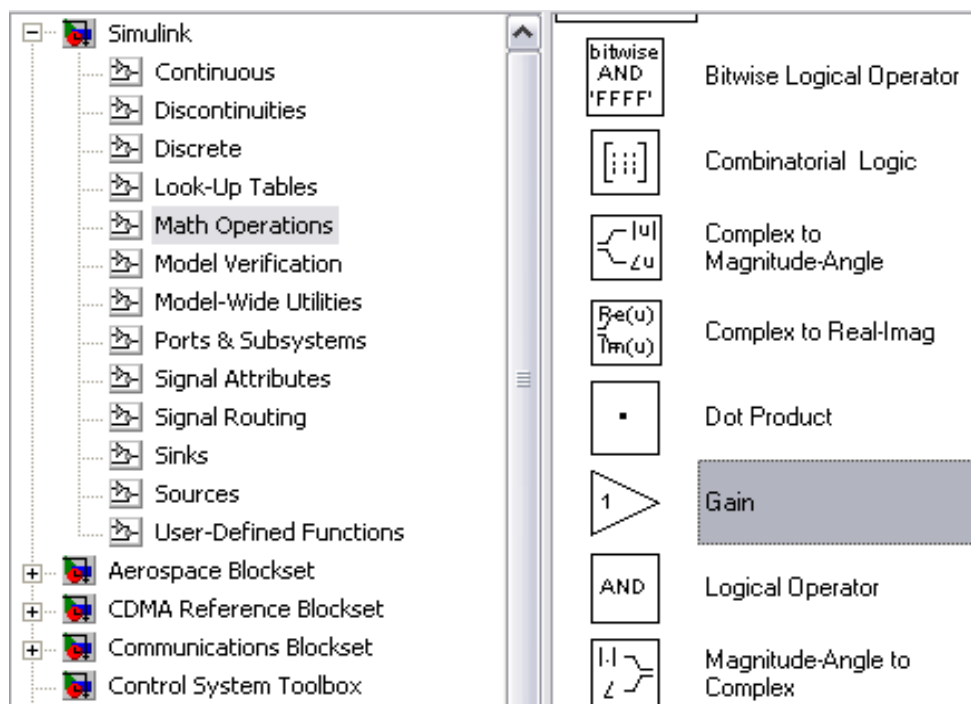 Simulink
Continuous
Discontinuities
Discrete
Look-Up Tables
Math Operations
Model Verification
Model-Wide Utilities
Ports & Subsystems
Signal Attributes
Signal Routing
Sinks
Sources
User-Defined Functions
Aerospace Blockset
CDMA Reference Blockset
Communications Blockset
Control System Toolbox
bitwise
AND
'FFFF'
Bitwise Logical Operator
Combinatorial Logic
|u|
∠u
Complex to
Magnitude-Angle
Re(u)
Im(u)
Complex to Real-Imag
Dot Product
1
Gain
AND
Logical Operator
|.|
∠
Magnitude-Angle to
Complex